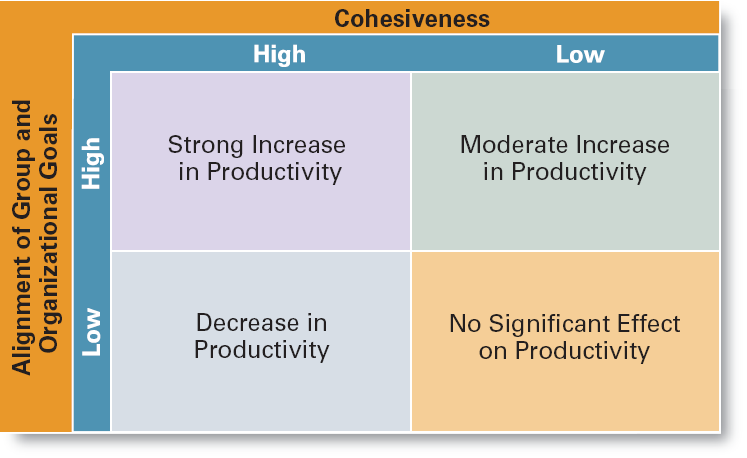 Cohesiveness
High
Low
Alignment of Group and
Organizational Goals
High
Strong Increase
in Productivity
Moderate Increase
in Productivity
Low
Decrease in
Productivity
No Significant Effect
on Productivity